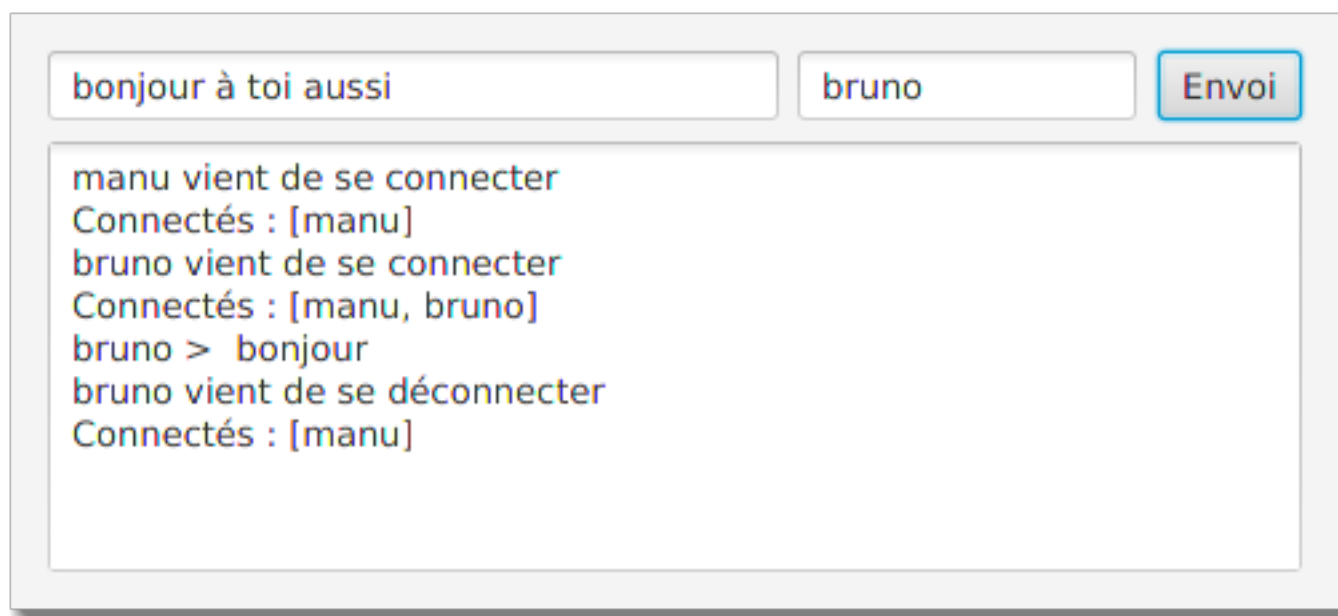 bonjour à toi aussi
bruno
Envoi
manu vient de se connecter
Connectés : [manu]
bruno vient de se connecter
Connectés : [manu, bruno]
bruno >  bonjour
bruno vient de se déconnecter
Connectés : [manu]